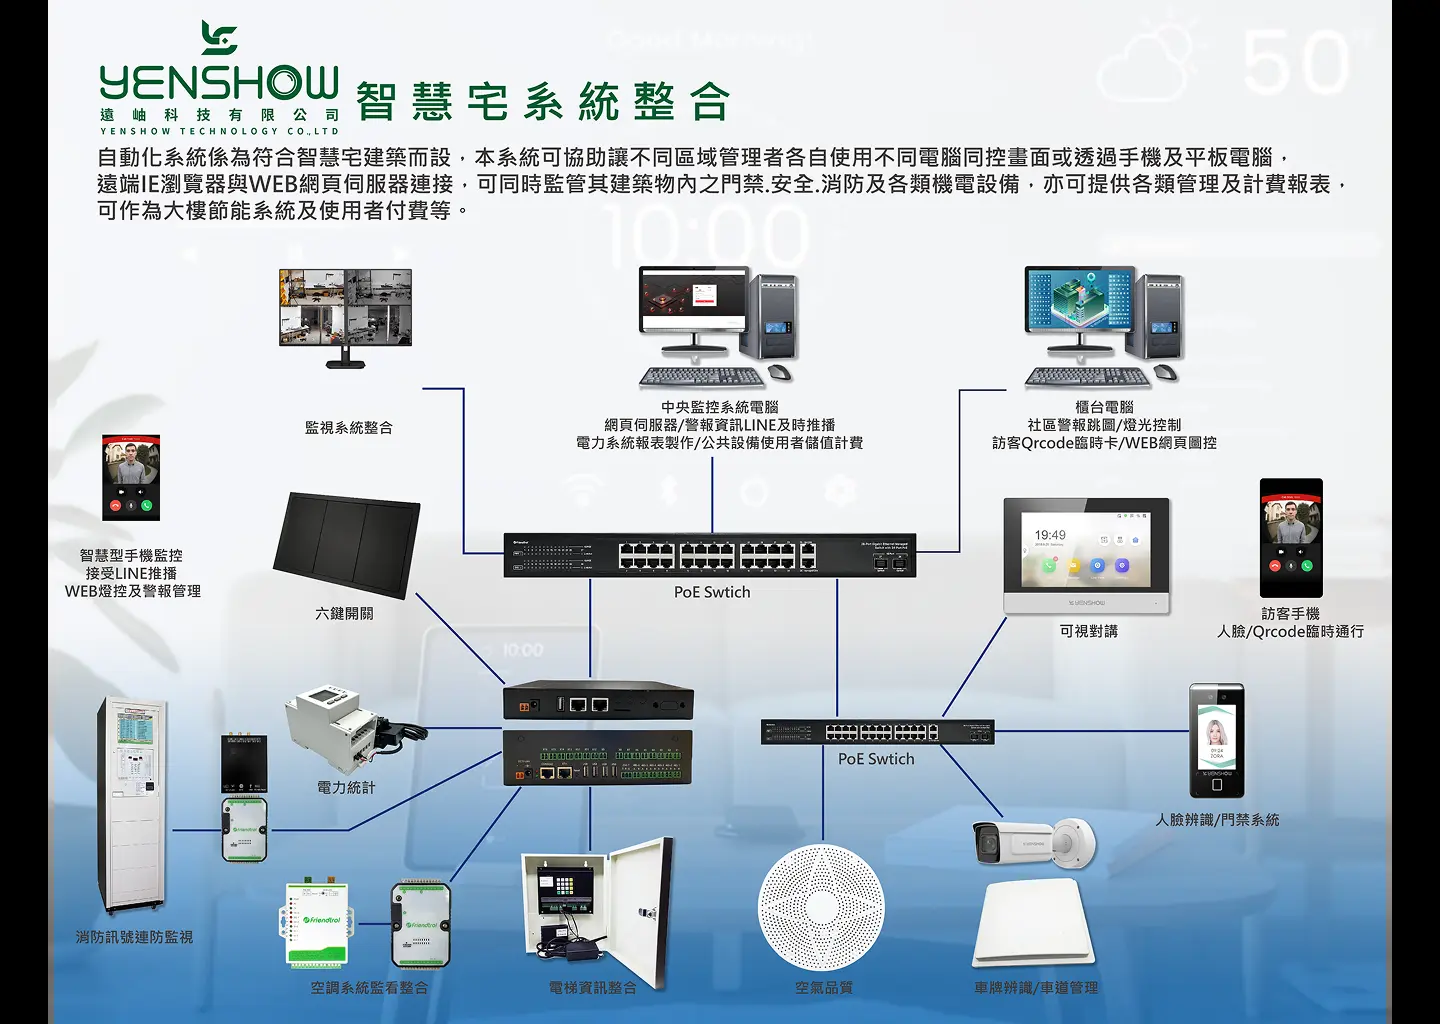 YENSHOW
遠岫科技有限公司
YENSHOW TECHNOLOGY CO.,LTD
智慧宅系統整合
50
自動化系統係為符合智慧宅建築而設，本系統可協助讓不同區域管理者各自使用不同電腦同控畫面或透過手機及平板電腦，
遠端IE瀏覽器與WEB網頁伺服器連接，可同時監管其建築物內之門禁.安全.消防及各類機電設備，亦可提供各類管理及計費報表，
可作為大樓節能系統及使用者付費等。
10:00
監視系統整合
中央監控系統電腦
網頁伺服器/警報資訊LINE及時推播
電力系統報表製作/公共設備使用者儲值計費
櫃台電腦
社區警報跳圖/燈光控制
訪客Qrcode臨時卡/WEB網頁圖控
智慧型手機監控
接受LINE推播
WEB燈控及警報管理
六鍵開關
PoE Swtich
19:49
YENSHOW
可視對講
訪客手機
人臉/Qrcode臨時通行
10:00
電力統計
PoE Swtich
09:24
ZORA
YENSHOW
人臉辨識/門禁系統
friendtrol
消防訊號連防監視
friendtrol
friendtrol
空調系統監看整合
電梯資訊整合
空氣品質
車牌辨識/車道管理